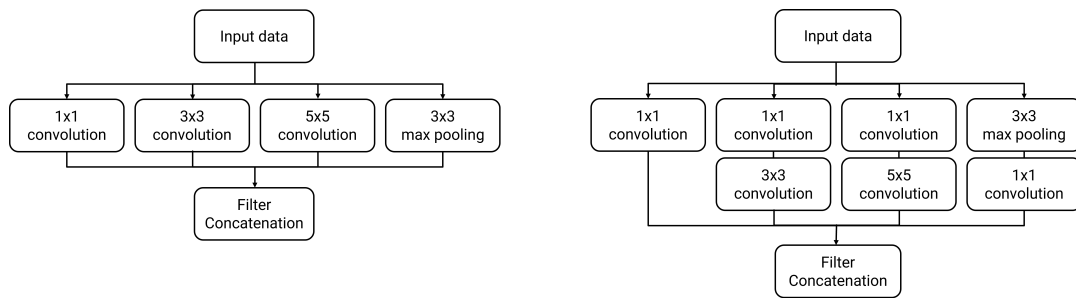 Input data
1x1
convolution
3x3
convolution
5x5
convolution
3x3
max pooling
Filter
Concatenation
Input data
1x1
convolution
1x1
convolution
1x1
convolution
3x3
max pooling
3x3
convolution
5x5
convolution
1x1
convolution
Filter
Concatenation